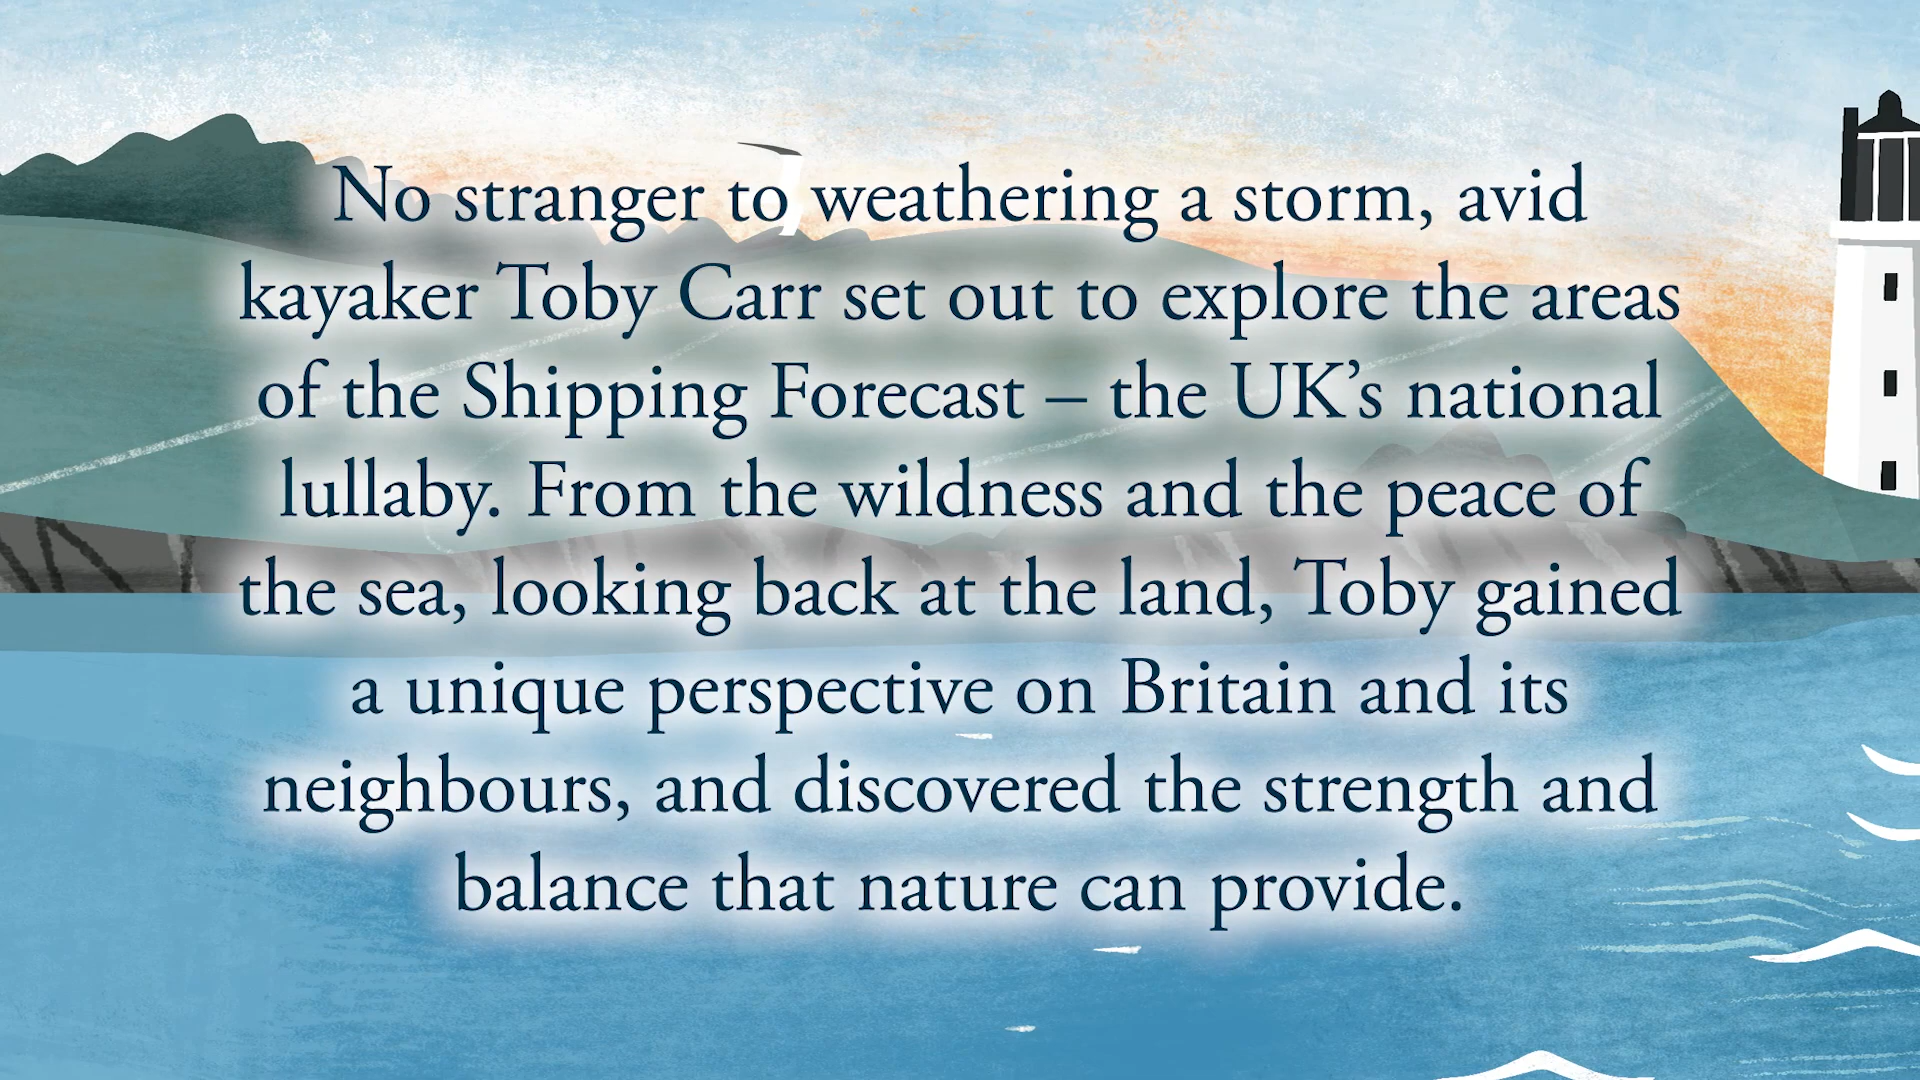 No stranger to weathering a storm, avid
kayaker Toby Carr set out to explore the areas
of the Shipping Forecast – the UK’s national
lullaby. From the wildness and the peace of
the sea, looking back at the land, Toby gained
a unique perspective on Britain and its
neighbours, and discovered the strength and
balance that nature can provide.